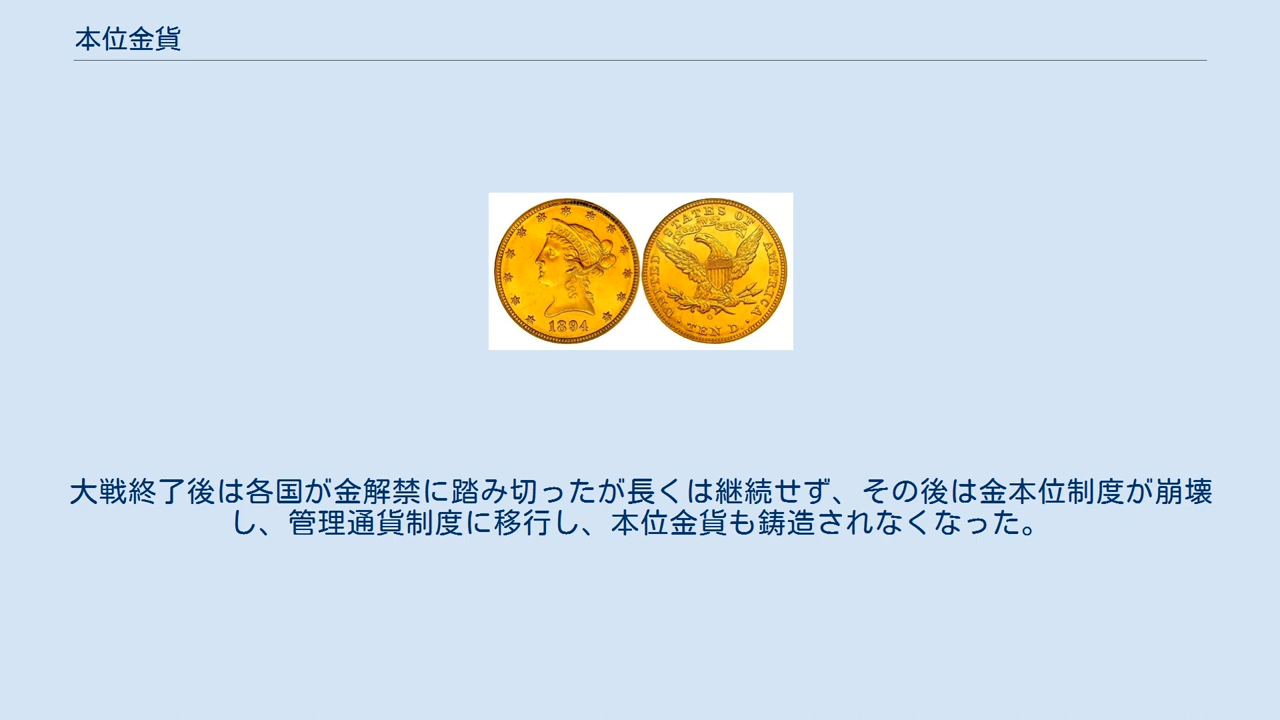 本位金貨
1894
UNITED STATES OF AMERICA
TEN D.
大戦終了後は各国が金解禁に踏み切ったが長くは継続せず、その後は金本位制度が崩壊
し、管理通貨制度に移行し、本位金貨も鋳造されなくなった。